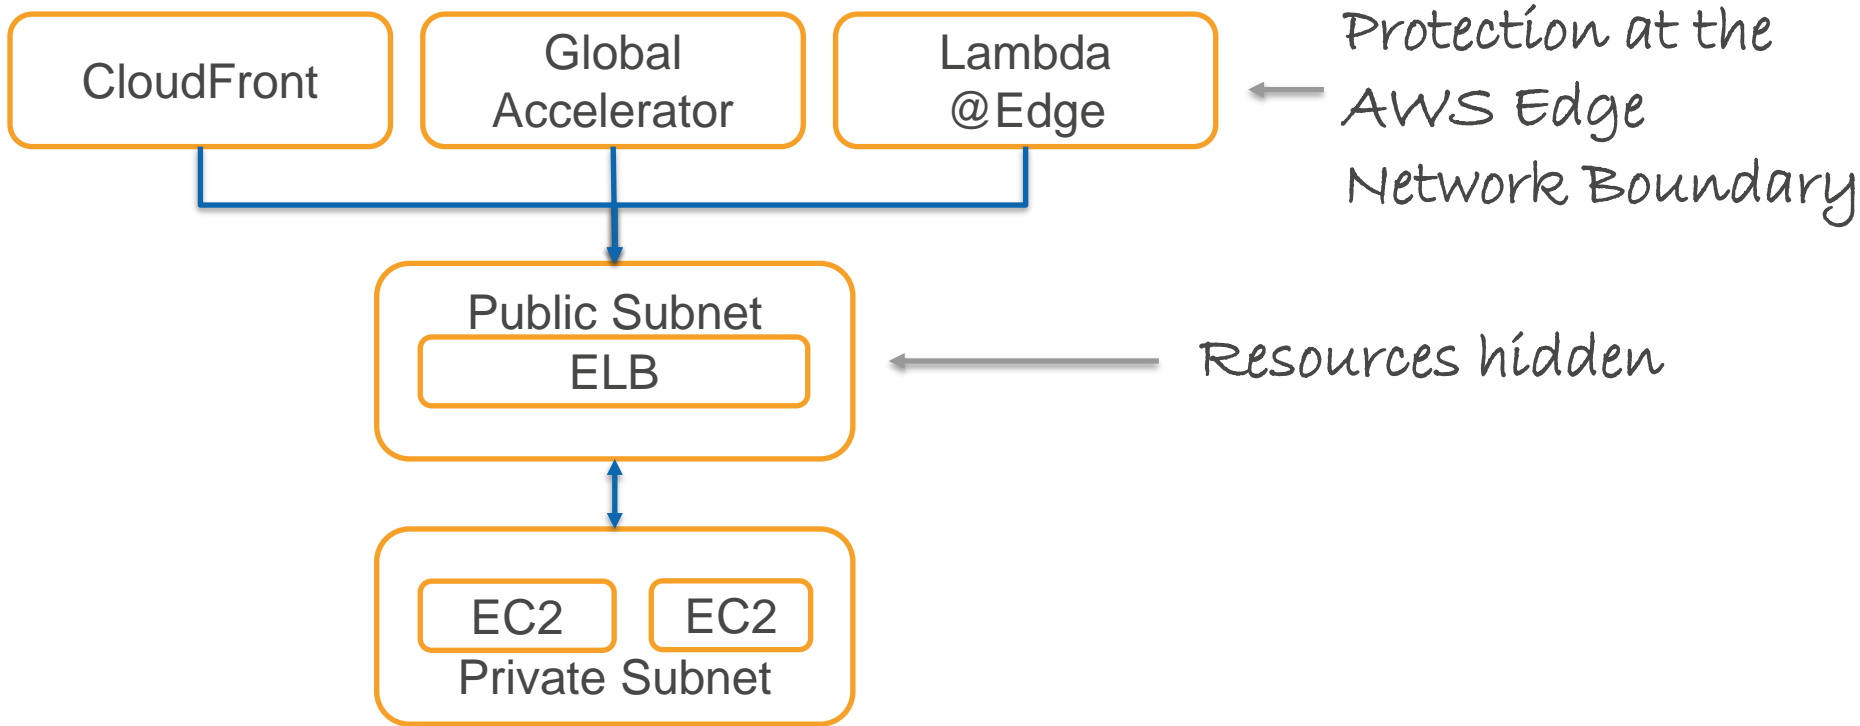 CloudFront
Global
Accelerator
Lambda
@Edge
Protection at the
AWS Edge
Network Boundary
Public Subnet
ELB
Resources hidden
EC2
EC2
Private Subnet